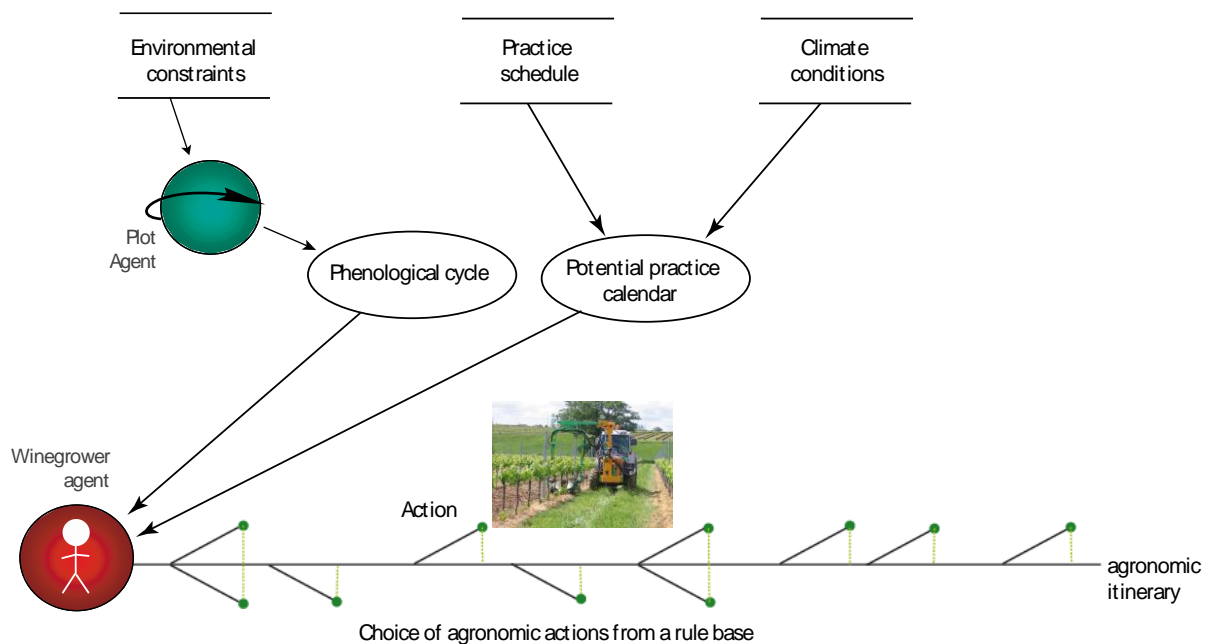 Environmental
constraints
Practice
schedule
Climate
conditions
Plot
Agent
Phenological cycle
Potential practice
calendar
Winegrower
agent
Action
agronomic
itinerary
Choice of agronomic actions from a rule base